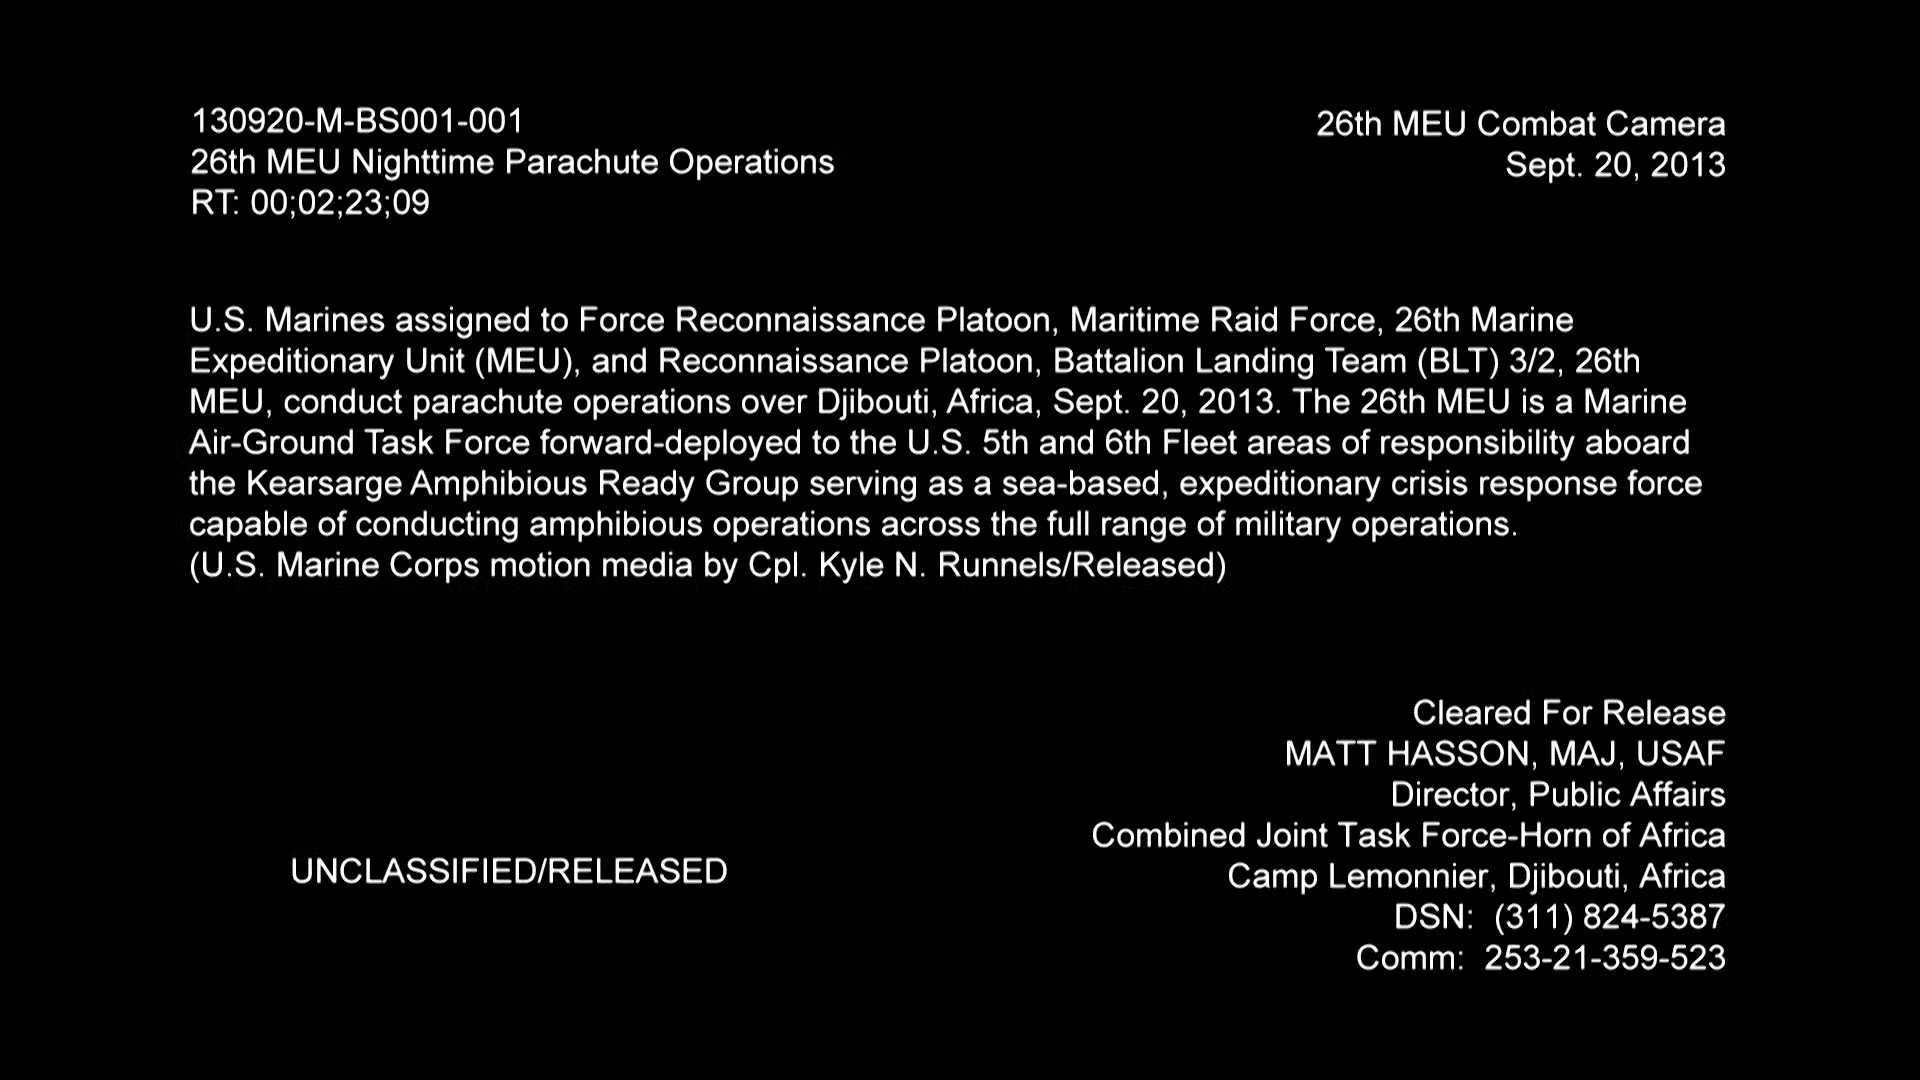 130920-M-BS001-001
26th MEU Nighttime Parachute Operations
RT: 00;02;23;09
26th MEU Combat Camera
Sept. 20, 2013
U.S. Marines assigned to Force Reconnaissance Platoon, Maritime Raid Force, 26th Marine
Expeditionary Unit (MEU), and Reconnaissance Platoon, Battalion Landing Team (BLT) 3/2, 26th
MEU, conduct parachute operations over Djibouti, Africa, Sept. 20, 2013. The 26th MEU is a Marine
Air-Ground Task Force forward-deployed to the U.S. 5th and 6th Fleet areas of responsibility aboard
the Kearsarge Amphibious Ready Group serving as a sea-based, expeditionary crisis response force
capable of conducting amphibious operations across the full range of military operations.
(U.S. Marine Corps motion media by Cpl. Kyle N. Runnels/Released)
UNCLASSIFIED/RELEASED
Cleared For Release
MATT HASSON, MAJ, USAF
Director, Public Affairs
Combined Joint Task Force-Horn of Africa
Camp Lemonnier, Djibouti, Africa
DSN:  (311) 824-5387
Comm:  253-21-359-523